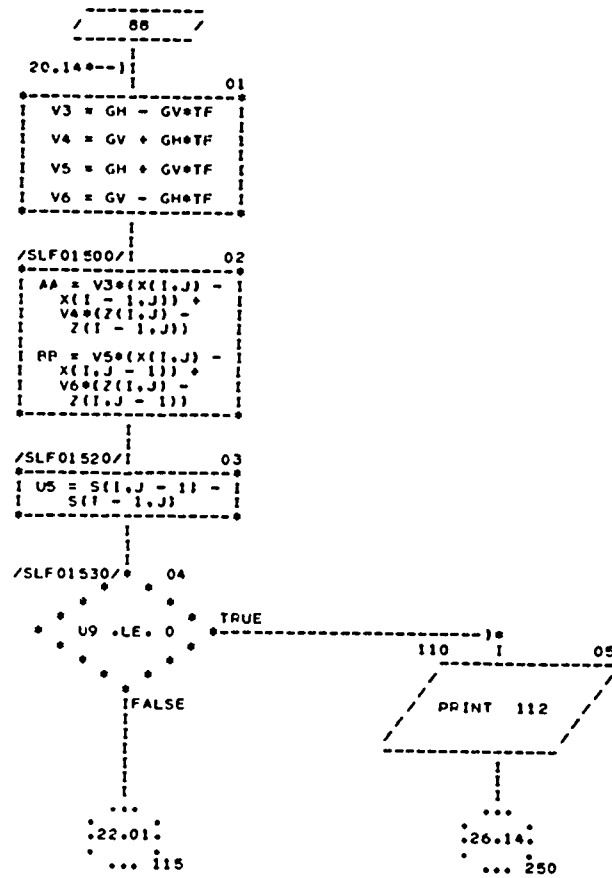 88
20.14*--)
01
V3 = GH - GV*TF
V4 = GV + GH*TF
V5 = GH + GV*TF
V6 = GV - GH*TF
/SLF01500/ 02
AA = V3*(X(I,J) -
X(I - 1,J)) +
V4*(Z(I,J) -
Z(I - 1,J))
BB = V5*(X(I,J) -
X(I,J - 1)) +
V6*(Z(I,J) -
Z(I,J - 1))
/SLF01520/ 03
U5 = S(I,J - 1) -
S(I - 1,J)
/SLF01530/ 04
U9 .LE. 0
TRUE
110 05
FALSE
PRINT 112
22.01
115
26.14
250